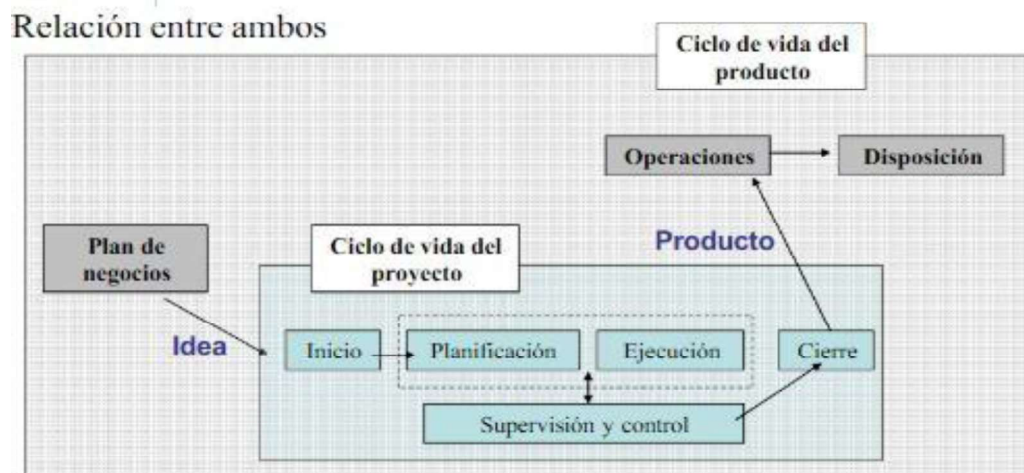 Relación entre ambos
Ciclo de vida del
producto
Operaciones
Disposición
Plan de
negocios
Ciclo de vida del
proyecto
Producto
Idea
Inicio
Planificación
Ejecución
Cierre
Supervisión y control